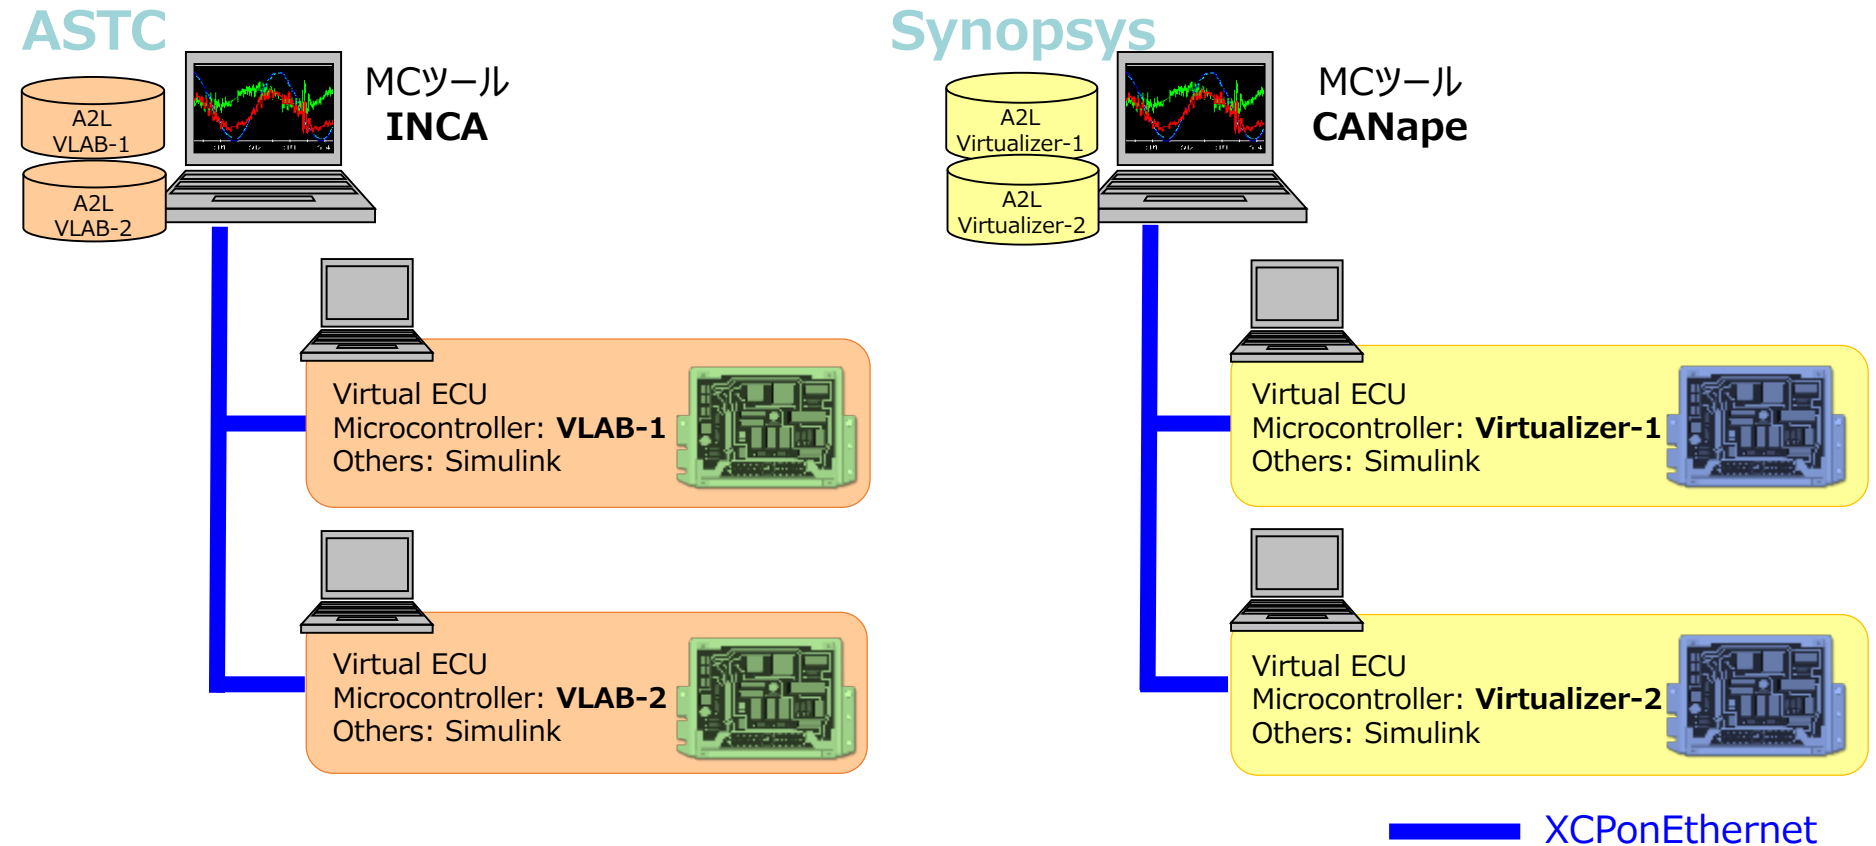 ASTC
MCツール
INCA
A2L
VLAB-1
A2L
VLAB-2
Virtual ECU
Microcontroller: VLAB-1
Others: Simulink
Virtual ECU
Microcontroller: VLAB-2
Others: Simulink
Synopsys
MCツール
CANape
A2L
Virtualizer-1
A2L
Virtualizer-2
Virtual ECU
Microcontroller: Virtualizer-1
Others: Simulink
Virtual ECU
Microcontroller: Virtualizer-2
Others: Simulink
XCPonEthernet